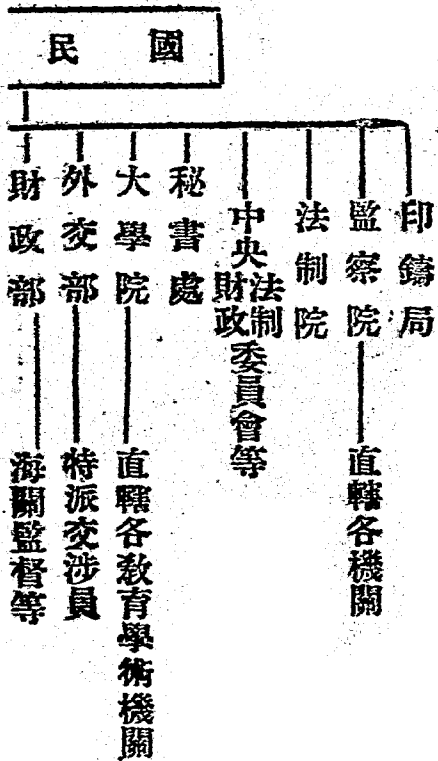 國民
印鑄局
監察院
直轄各機關
法制院
中央法制財政委員會等
秘書處
大學院
直轄各教育學術機關
外交部
特派交涉員
財政部
海關監督等